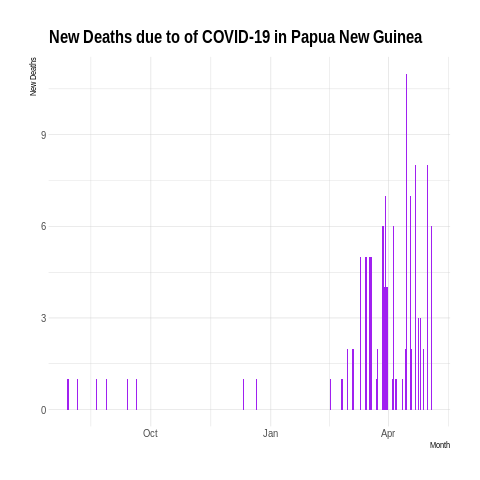 New Deaths due to of COVID-19 in Papua New Guinea
New Deaths
9
6
3
0
Oct Jan Apr
Month